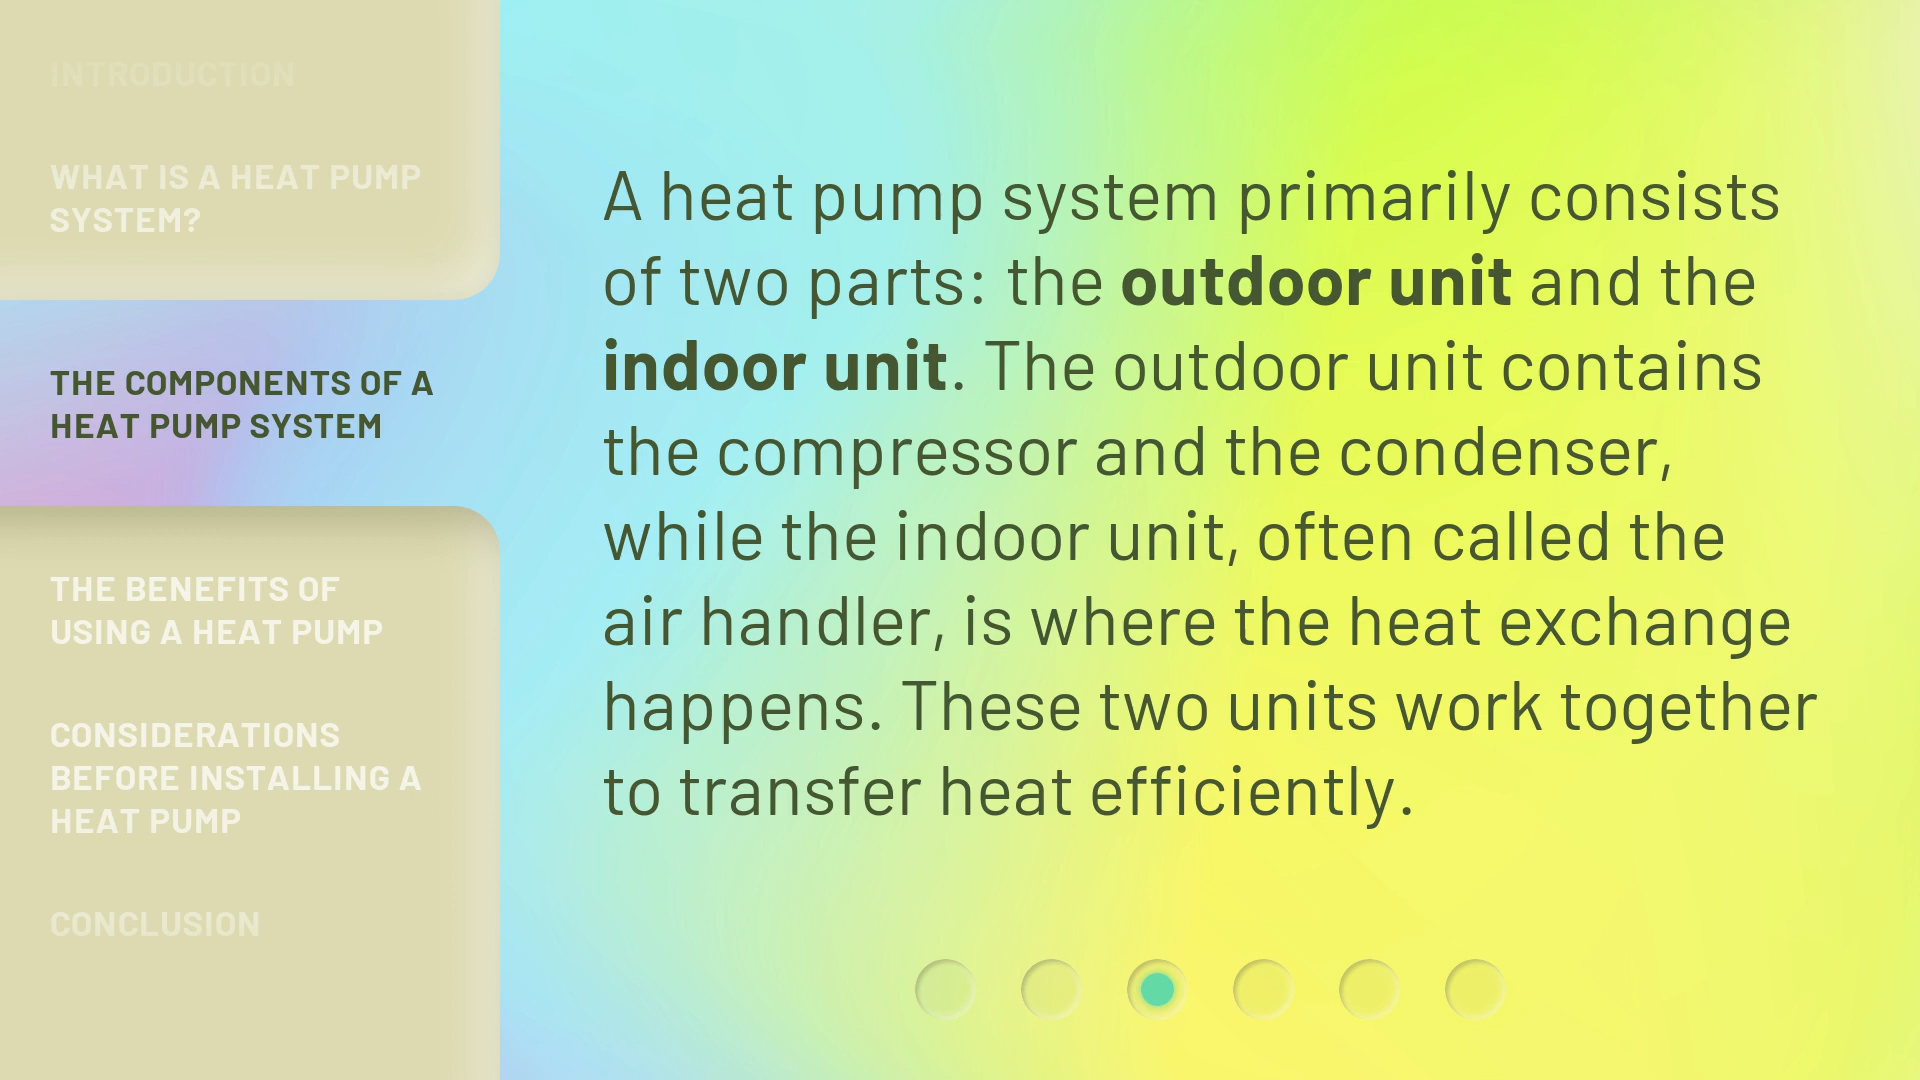 INTRODUCTION
WHAT IS A HEAT PUMP
SYSTEM?
THE COMPONENTS OF A
HEAT PUMP SYSTEM
THE BENEFITS OF
USING A HEAT PUMP
CONSIDERATIONS
BEFORE INSTALLING A
HEAT PUMP
CONCLUSION
A heat pump system primarily consists
of two parts: the outdoor unit and the
indoor unit. The outdoor unit contains
the compressor and the condenser,
while the indoor unit, often called the
air handler, is where the heat exchange
happens. These two units work together
to transfer heat efficiently.